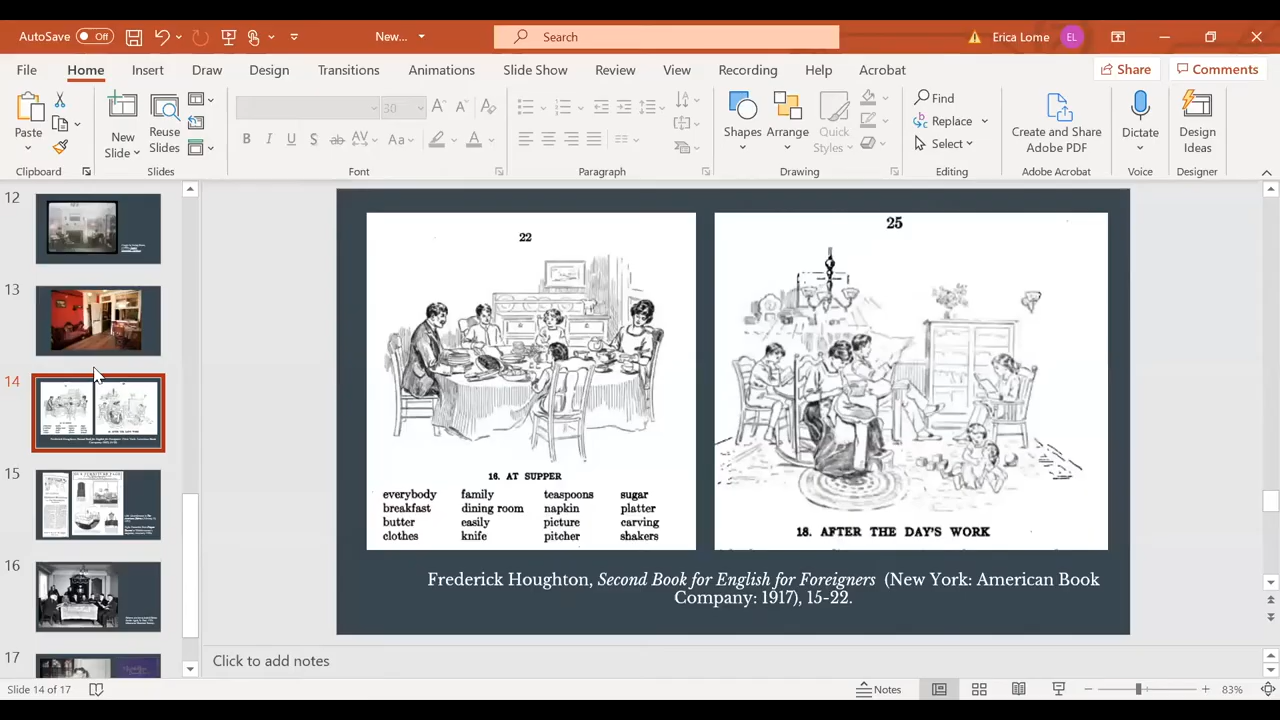 AutoSave Off New... Search Erica Lome EL
File Home Insert Draw Design Transitions Animations Slide Show Review View Recording Help Acrobat Share Comments
Paste New Slide Reuse Slides 30 Shapes Arrange Quick Styles Find Replace Select Create and Share Adobe PDF Dictate Design Ideas
Clipboard Slides Font Paragraph Drawing Editing Adobe Acrobat Voice Designer
12
13
14
15
16
17
22
16. AT SUPPER
everybody family teaspoons sugar
breakfast dining room napkin platter
butter easily picture carving
clothes knife pitcher shakers
25
18. AFTER THE DAY'S WORK
Frederick Houghton, Second Book for English for Foreigners (New York: American Book
Company: 1917), 15-22.
Click to add notes
Slide 14 of 17 Notes 83%